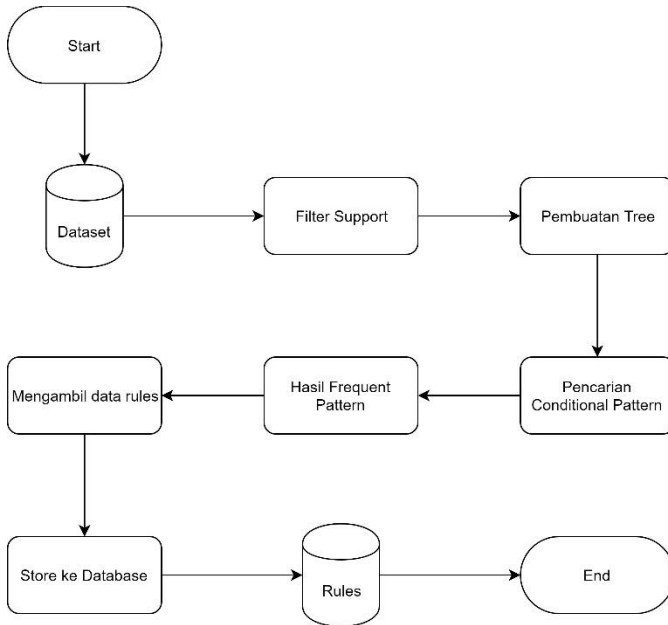 Start
Dataset
Filter Support
Pembuatan Tree
Pencarian
Conditional Pattern
Hasil Frequent
Pattern
Mengambil data rules
Store ke Database
Rules
End